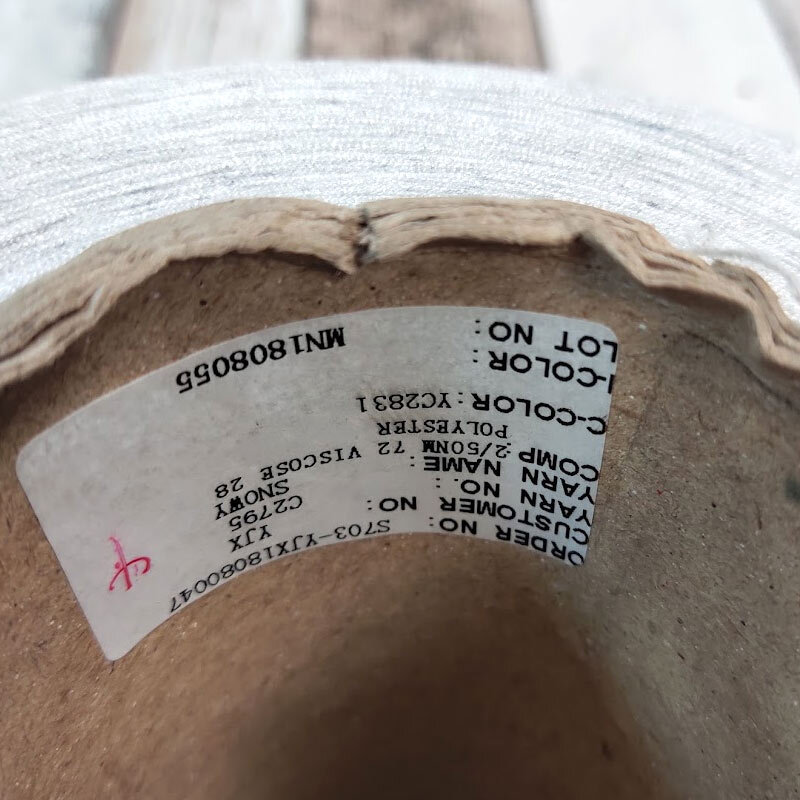 ORDER NO: S703-YJX18080047
CUSTOMER NO: YJX
YARN NO.: C2795
YARN NAME: SNOWY
COMP: 2/50NM 72 VISCOSE 28
POLYESTER
C-COLOR: YC2831
I-COLOR:
LOT NO: MN1808055